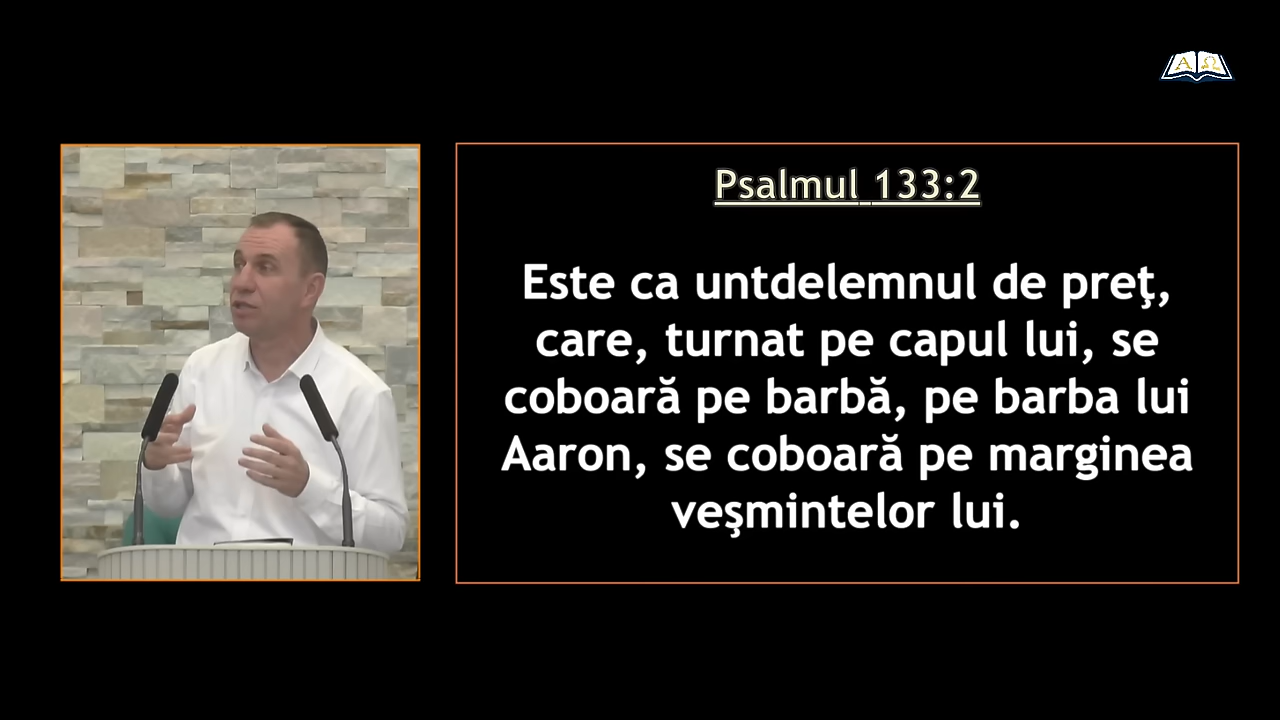 Α Ω
Psalmul 133:2
Este ca untdelemnul de preţ,
care, turnat pe capul lui, se
coboară pe barbă, pe barba lui
Aaron, se coboară pe marginea
veşmintelor lui.